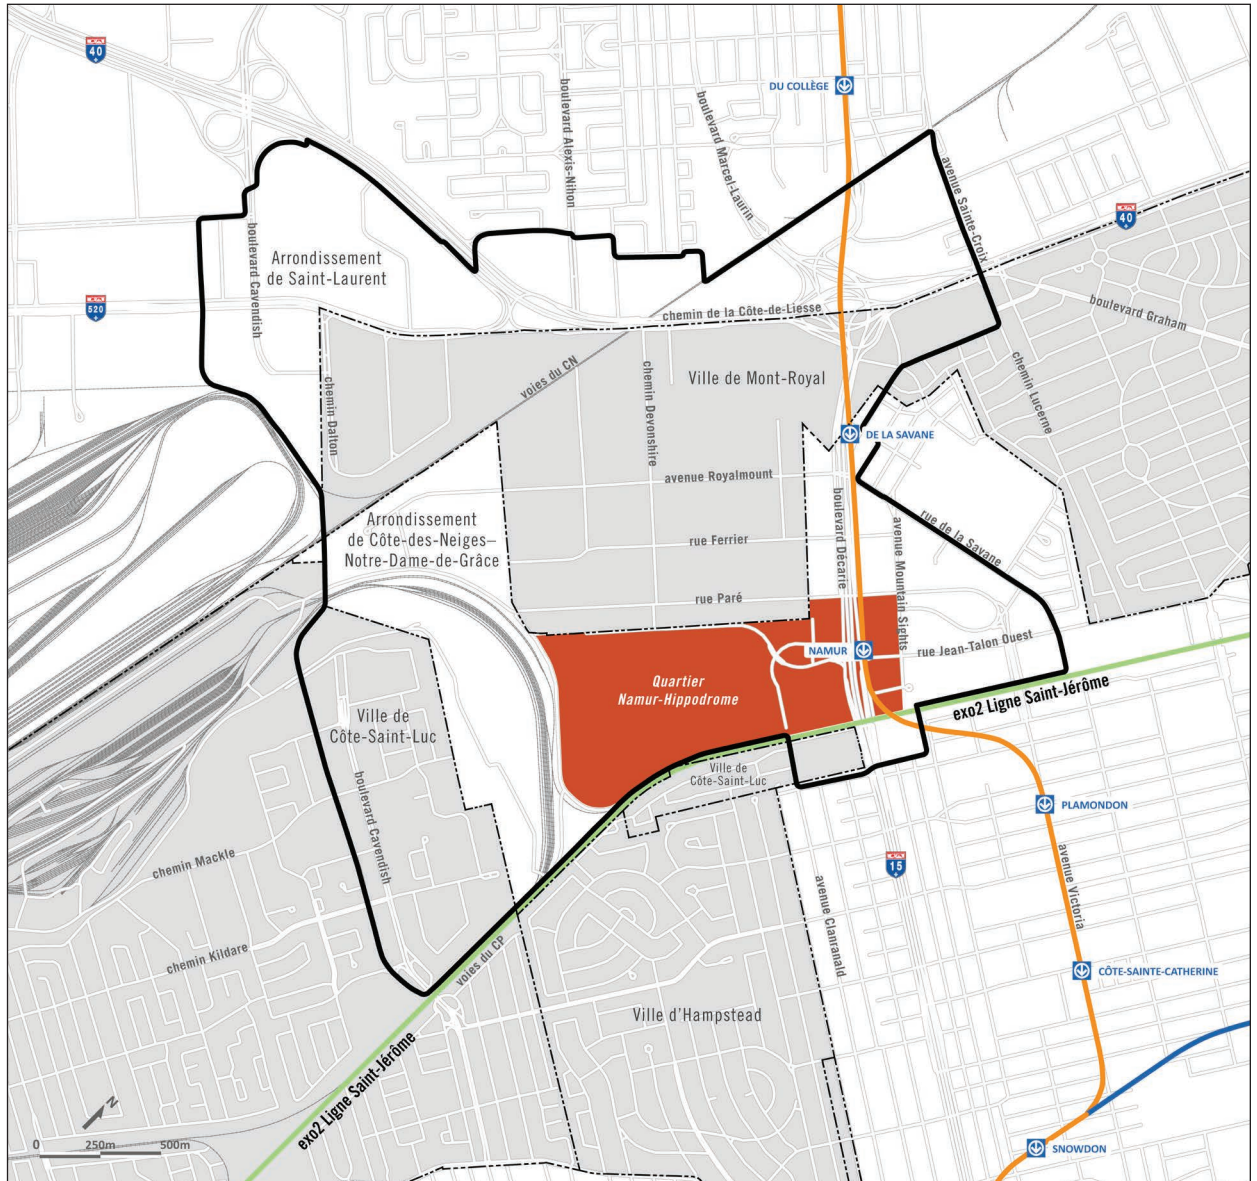 40
DU COLLÈGE
boulevard Alexis-Nihon
boulevard Marcel-Laurin
avenue Sainte-Croix
40
boulevard Cavendish
Arrondissement
de Saint-Laurent
520
chemin de la Côte-de-Liesse
boulevard Graham
voies du CN
Ville de Mont-Royal
chemin Lucerne
chemin Dalton
chemin Devonshire
DE LA SAVANE
avenue Royalmount
boulevard Décarie
avenue Mountain Sights
rue de la Savane
Arrondissement
de Côte-des-Neiges–
Notre-Dame-de-Grâce
rue Ferrier
rue Paré
NAMUR
rue Jean-Talon Ouest
Quartier
Namur-Hippodrome
exo2 Ligne Saint-Jérôme
Ville de
Côte-Saint-Luc
Ville de
Côte-Saint-Luc
boulevard Cavendish
PLAMONDON
chemin Mackle
15
avenue Victoria
avenue Clanranald
chemin Kildare
voies du CP
CÔTE-SAINTE-CATHERINE
Ville d'Hampstead
exo2 Ligne Saint-Jérôme
N
0 250m 500m
SNOWDON